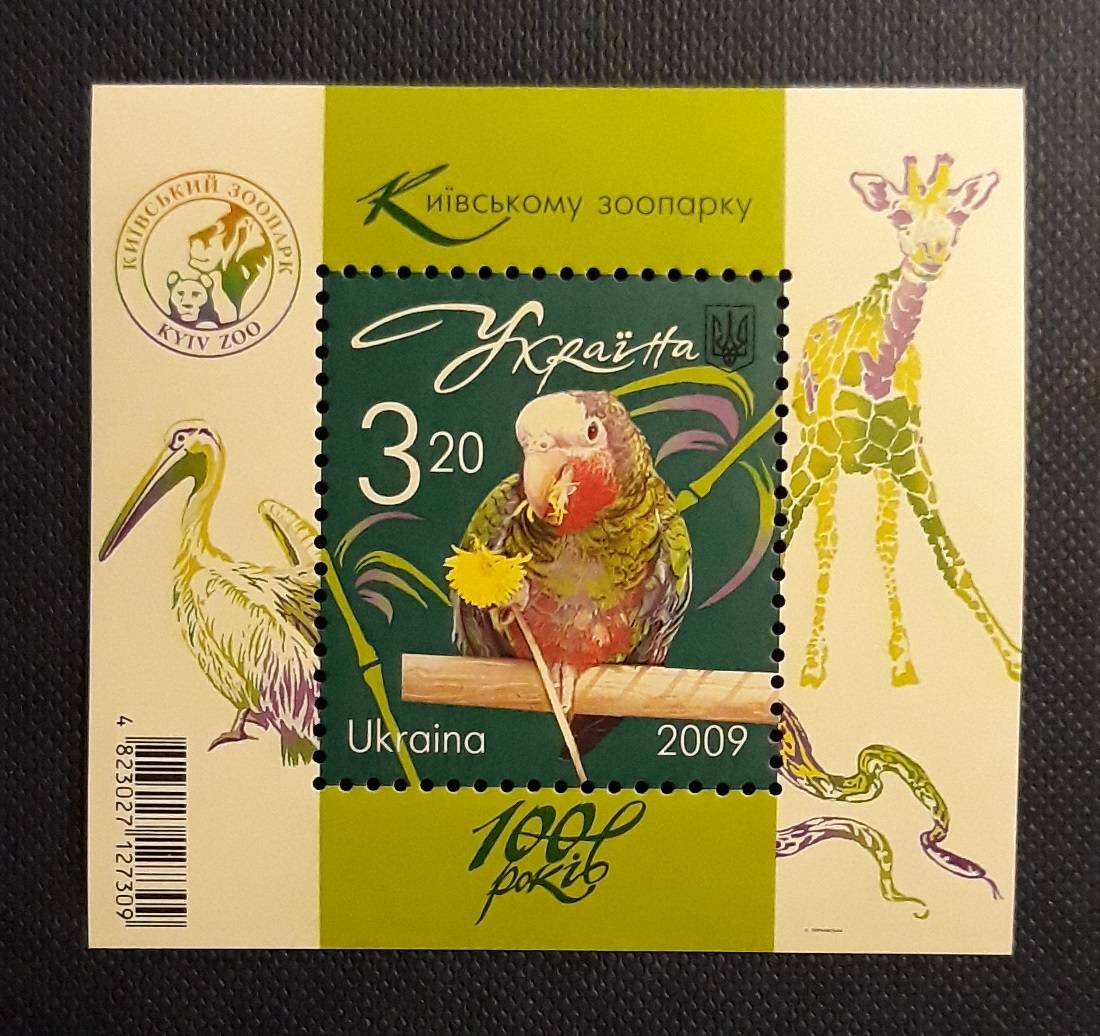 Київському зоопарку
КИЇВСЬКИЙ ЗООПАРК
KYIV ZOO
Україна
3 20
Ukraina 2009
100 років
4 823027 127309